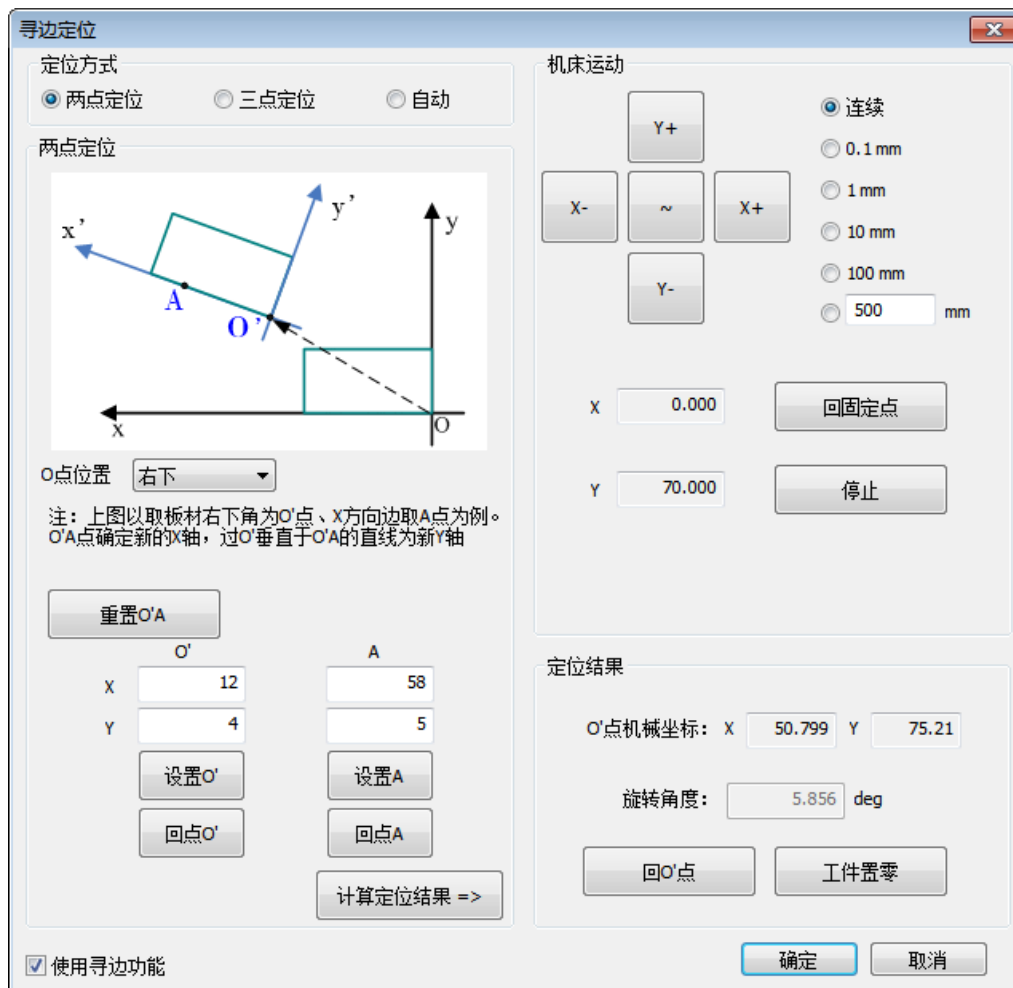 寻边定位
定位方式
两点定位 三点定位 自动
两点定位
x’ y’ y
A O’
x O
O点位置 右下
注：上图以取板材右下角为O'点、X方向边取A点为例。
O'A点确定新的X轴，过O'垂直于O'A的直线为新Y轴
重置O'A
O' A
X 12 58
Y 4 5
设置O' 设置A
回点O' 回点A
计算定位结果 =>
使用寻边功能
机床运动
Y+
X- ~ X+
Y-
连续
0.1 mm
1 mm
10 mm
100 mm
500 mm
X 0.000 回固定点
Y 70.000 停止
定位结果
O'点机械坐标： X 50.799 Y 75.21
旋转角度： 5.856 deg
回O'点 工件置零
确定 取消